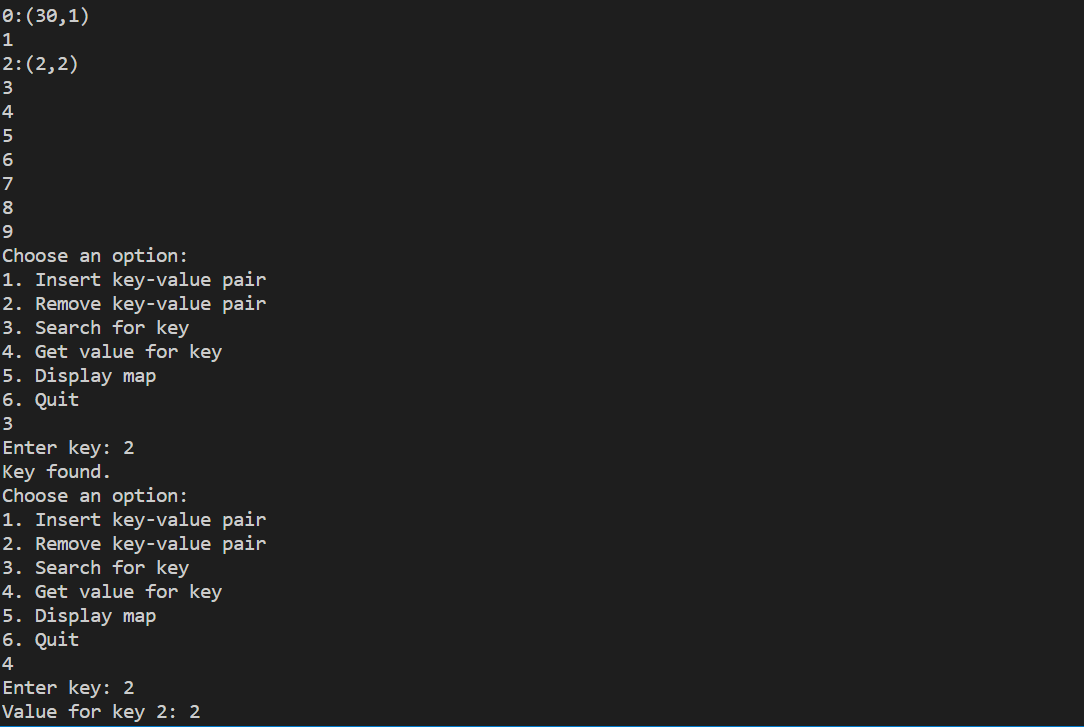 0:(30,1)
1
2:(2,2)
3
4
5
6
7
8
9
Choose an option:
1. Insert key-value pair
2. Remove key-value pair
3. Search for key
4. Get value for key
5. Display map
6. Quit
3
Enter key: 2
Key found.
Choose an option:
1. Insert key-value pair
2. Remove key-value pair
3. Search for key
4. Get value for key
5. Display map
6. Quit
4
Enter key: 2
Value for key 2: 2